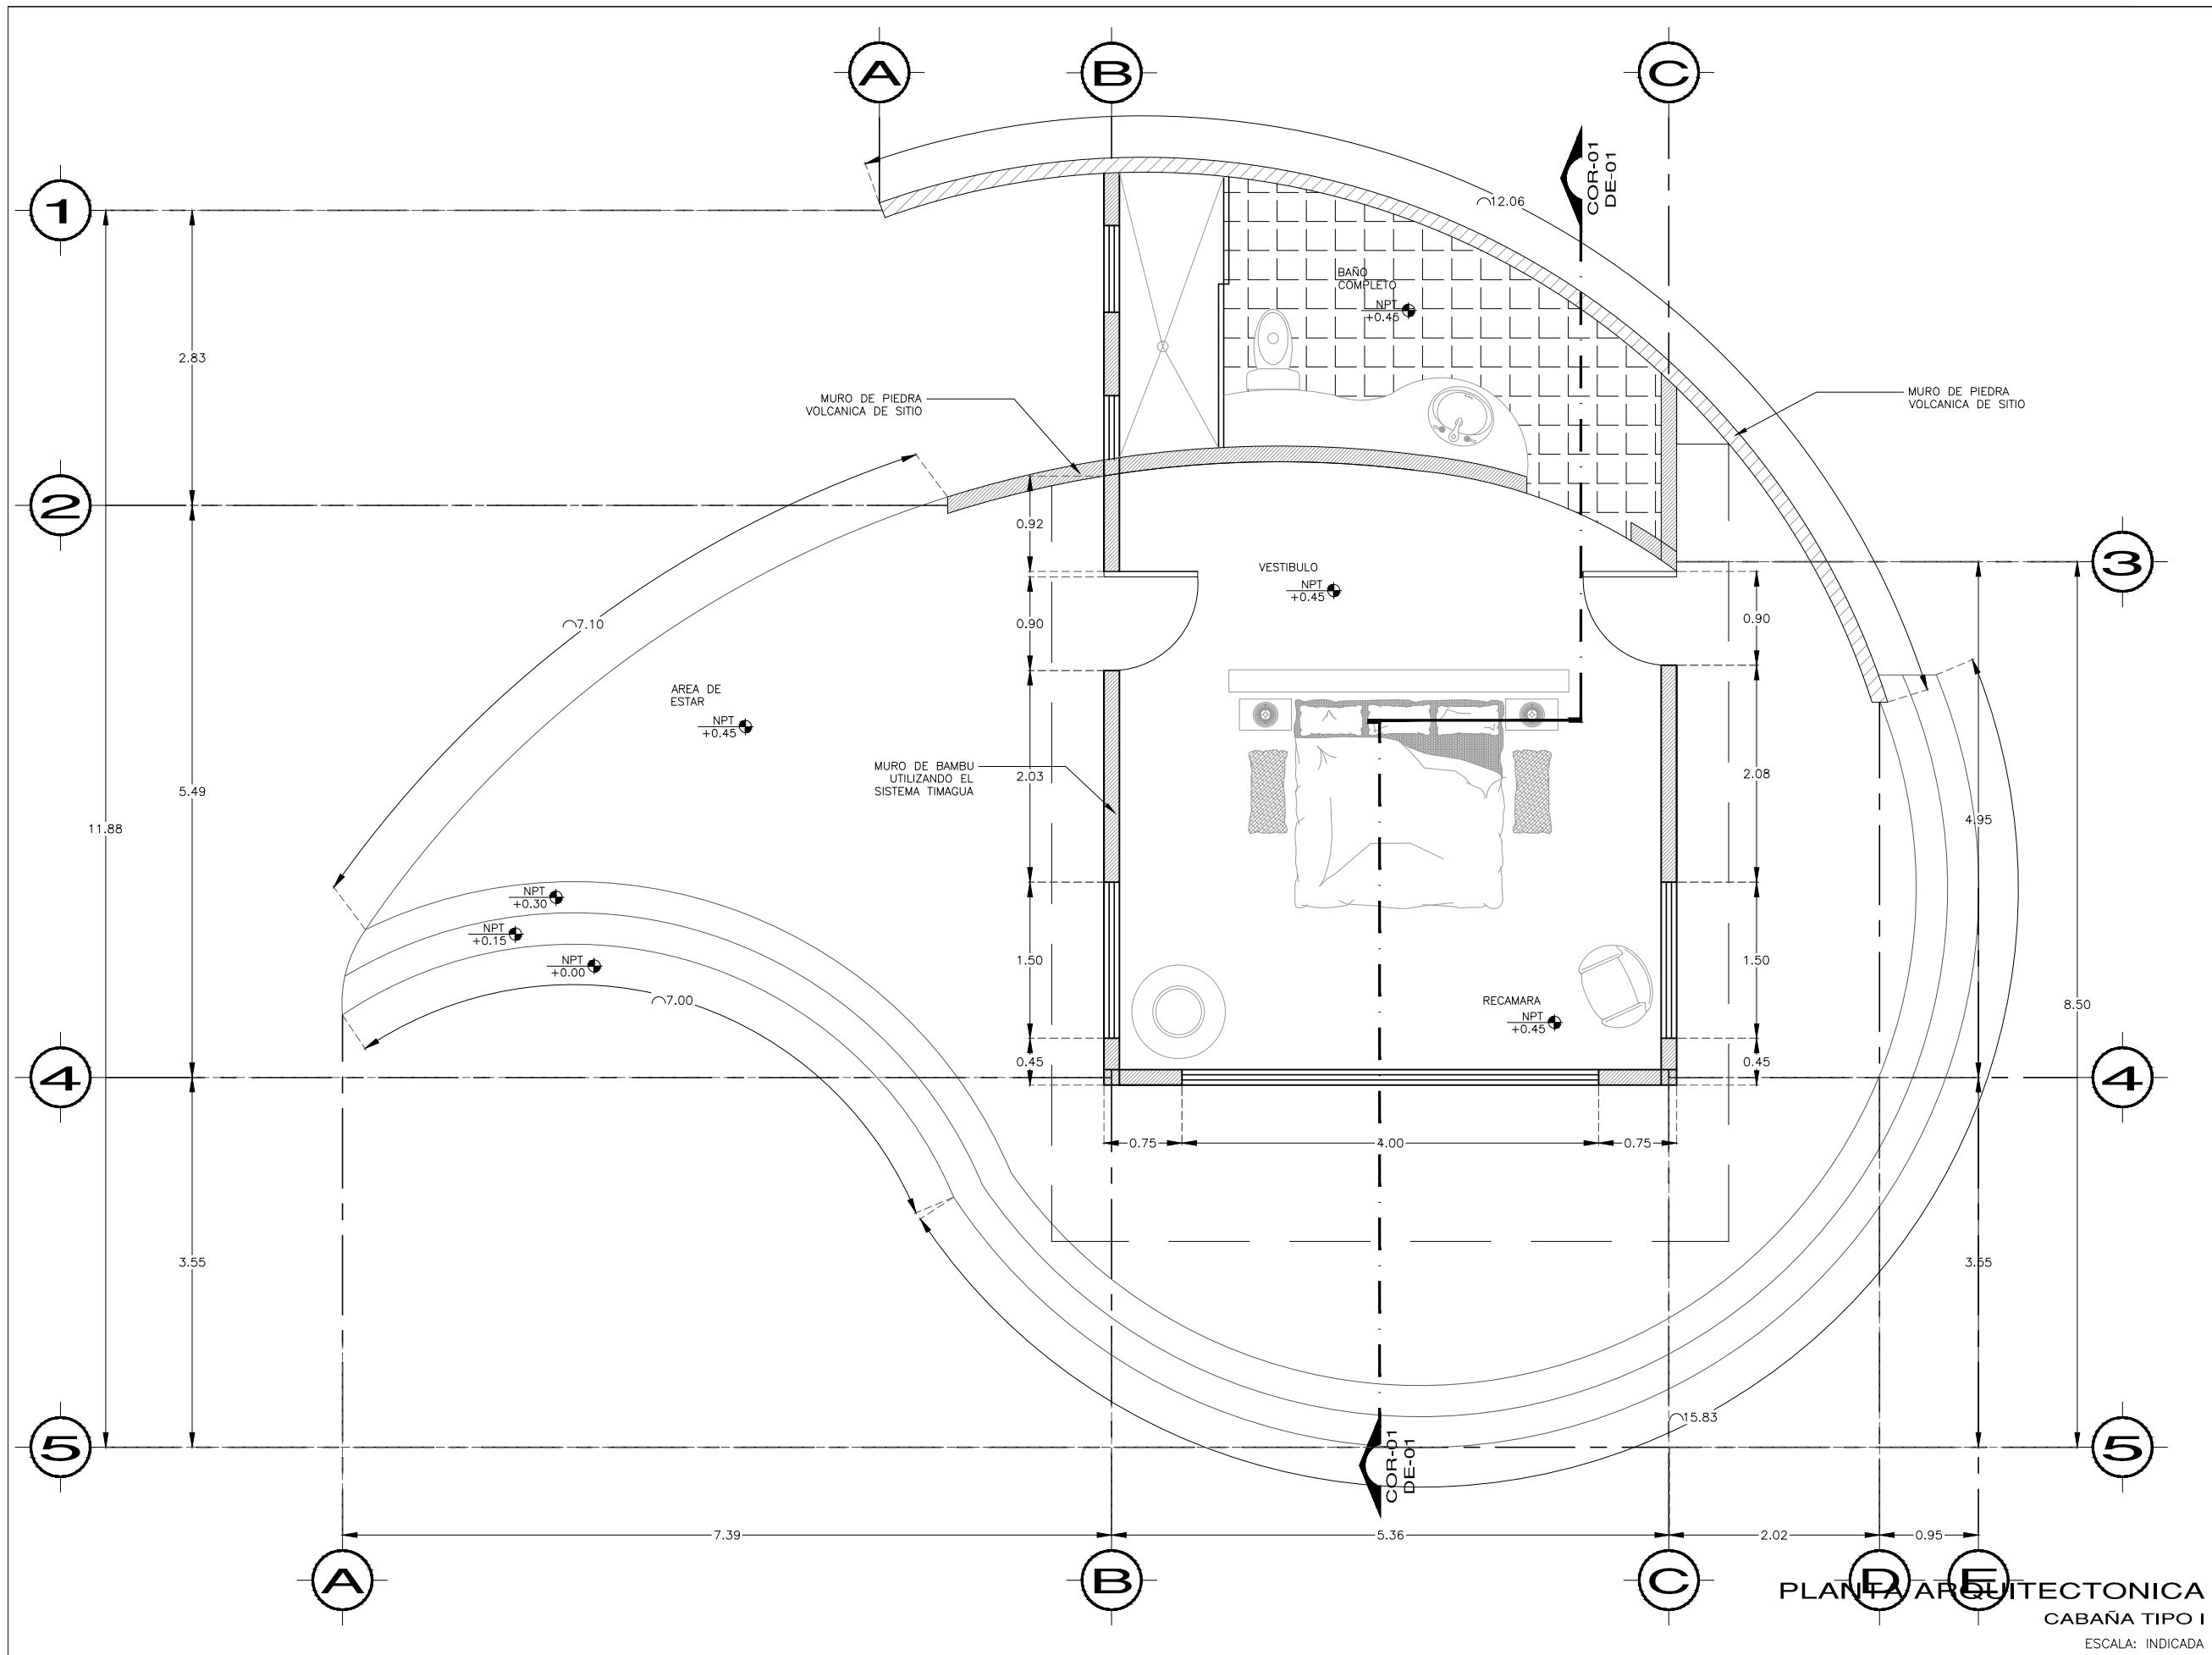 A
B
C
1
COR-01
DE-01
12.06
BAÑO
COMPLETO
NPT
+0.45
2.83
MURO DE PIEDRA
VOLCANICA DE SITIO
MURO DE PIEDRA
VOLCANICA DE SITIO
2
0.92
3
VESTIBULO
NPT
+0.45
7.10
0.90
0.90
AREA DE
ESTAR
NPT
+0.45
MURO DE BAMBU
UTILIZANDO EL
SISTEMA TIMAGUA
2.03
2.08
5.49
11.88
4.95
NPT
+0.30
NPT
+0.15
NPT
+0.00
7.00
1.50
1.50
RECAMARA
NPT
+0.45
8.50
0.45
0.45
4
4
0.75
4.00
0.75
3.55
3.55
15.83
5
COR-01
DE-01
5
7.39
5.36
2.02
0.95
A
B
C
D
E
PLANTA ARQUITECTONICA
CABAÑA TIPO I
ESCALA: INDICADA